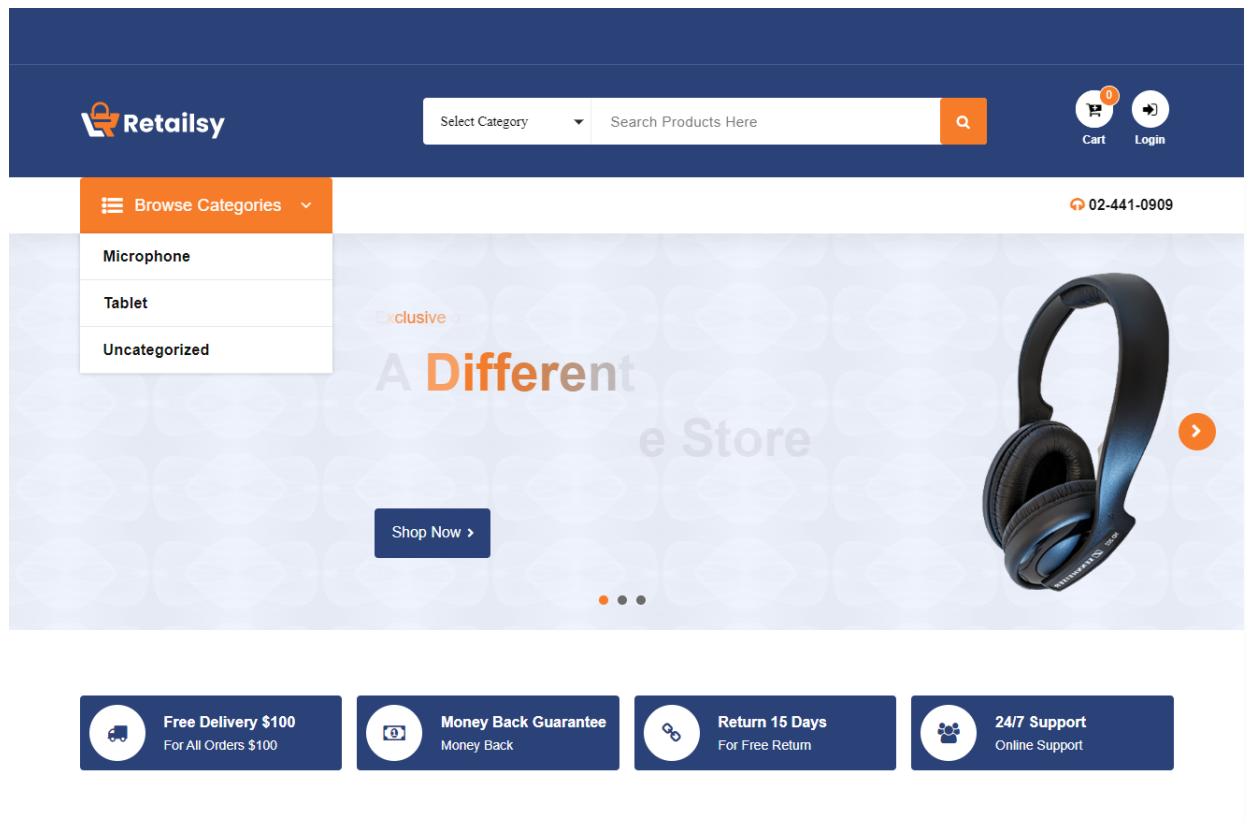 Retailsy
Select Category
Search Products Here
0
Cart
Login
Browse Categories
02-441-0909
Microphone
Tablet
Uncategorized
Exclusive
A Different
e Store
Shop Now
Free Delivery $100
For All Orders $100
Money Back Guarantee
Money Back
Return 15 Days
For Free Return
24/7 Support
Online Support